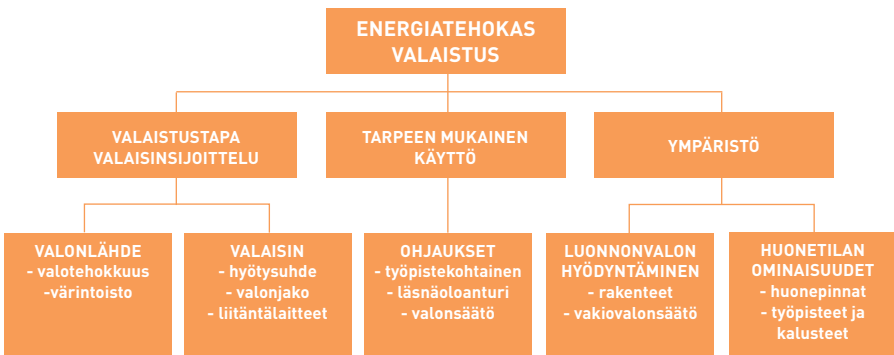 ENERGIATEHOKAS
VALAISTUS
VALAISTUSTAPA
VALAISINSIJOITTELU
TARPEEN MUKAINEN
KÄYTTÖ
YMPÄRISTÖ
VALONLÄHDE
- valotehokkuus
-värintoisto
VALAISIN
- hyötysuhde
- valonjako
- liitäntälaitteet
OHJAUKSET
- työpistekohtainen
- läsnäoloanturi
- valonsäätö
LUONNONVALON
HYÖDYNTÄMINEN
- rakenteet
- vakiovalonsäätö
HUONETILAN
OMINAISUUDET
- huonepinnat
- työpisteet ja
kalusteet